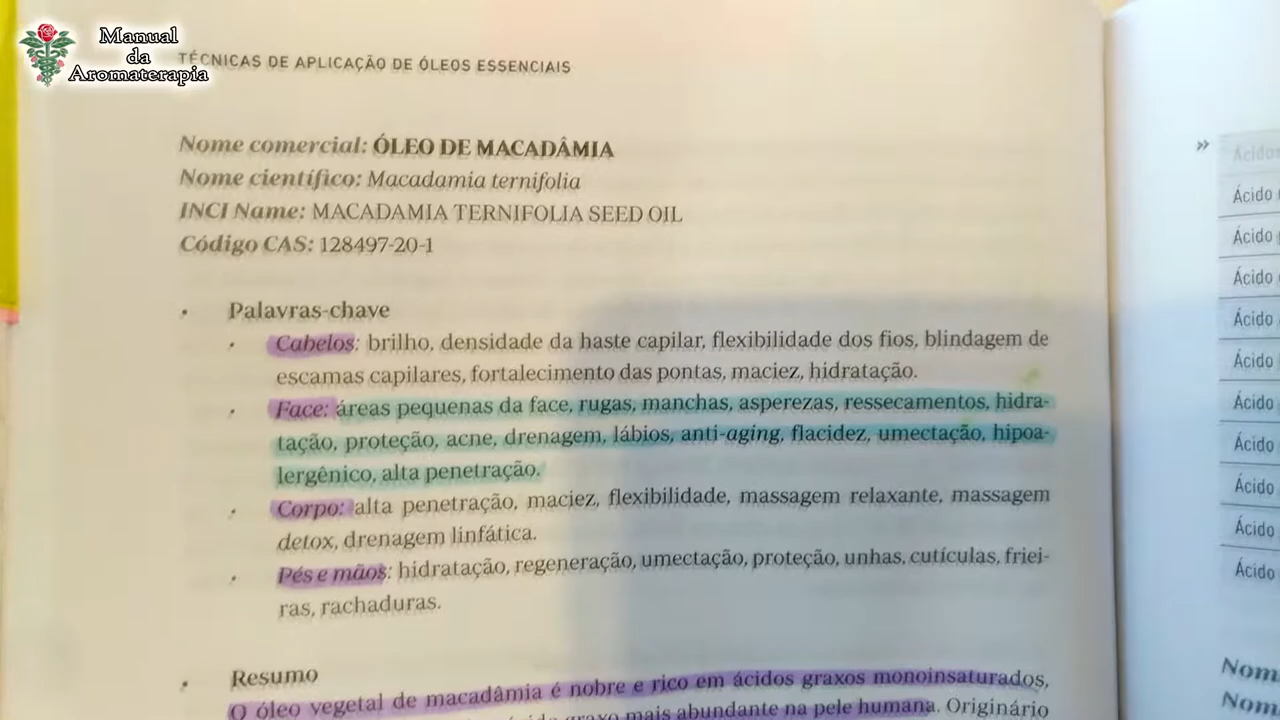 Manual
da
Aromaterapia
TÉCNICAS DE APLICAÇÃO DE ÓLEOS ESSENCIAIS
Nome comercial: ÓLEO DE MACADÂMIA
Nome científico: Macadamia ternifolia
INCI Name: MACADAMIA TERNIFOLIA SEED OIL
Código CAS: 128497-20-1
• Palavras-chave
• Cabelos: brilho, densidade da haste capilar, flexibilidade dos fios, blindagem de
escamas capilares, fortalecimento das pontas, maciez, hidratação.
• Face: áreas pequenas da face, rugas, manchas, asperezas, ressecamentos, hidra-
tação, proteção, acne, drenagem, lábios, anti-aging, flacidez, umectação, hipoa-
lergênico, alta penetração.
• Corpo: alta penetração, maciez, flexibilidade, massagem relaxante, massagem
detox, drenagem linfática.
• Pés e mãos: hidratação, regeneração, umectação, proteção, unhas, cutículas, friei-
ras, rachaduras.
• Resumo
O óleo vegetal de macadâmia é nobre e rico em ácidos graxos monoinsaturados,
graxo mais abundante na pele humana. Originário
»
Ácidos
Ácido
Ácido
Ácido
Ácido
Ácido
Ácido
Ácido
Ácido
Ácido
Ácido
Nom
Nom